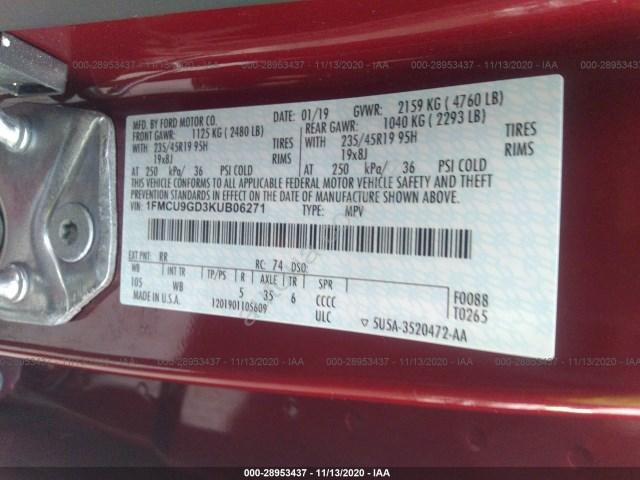 000-28953437 - 11/13/2020 - IAA
MFD. BY FORD MOTOR CO.
DATE: 01/19 GVWR: 2159 KG ( 4760 LB)
FRONT GAWR: 1125 KG ( 2480 LB)
REAR GAWR: 1040 KG ( 2293 LB)
WITH 235/45R19 95H TIRES
19x8J RIMS
WITH 235/45R19 95H TIRES
19x8J RIMS
AT 250 kPa/ 36 PSI COLD
AT 250 kPa/ 36 PSI COLD
THIS VEHICLE CONFORMS TO ALL APPLICABLE FEDERAL MOTOR VEHICLE SAFETY AND THEFT
PREVENTION STANDARDS IN EFFECT ON THE DATE OF MANUFACTURE SHOWN ABOVE.
VIN: 1FMCU9GD3KUB06271 TYPE: MPV
EXT PNT: RR RC: 74 DSO:
WB INT TR TP/PS R AXLE TR SPR
105 WB 5 35 6 CCCC
MADE IN U.S.A. 1201901105609 ULC
F0088
T0265
▽ 5U5A-3520472-AA
000-28953437 - 11/13/2020 - IAA